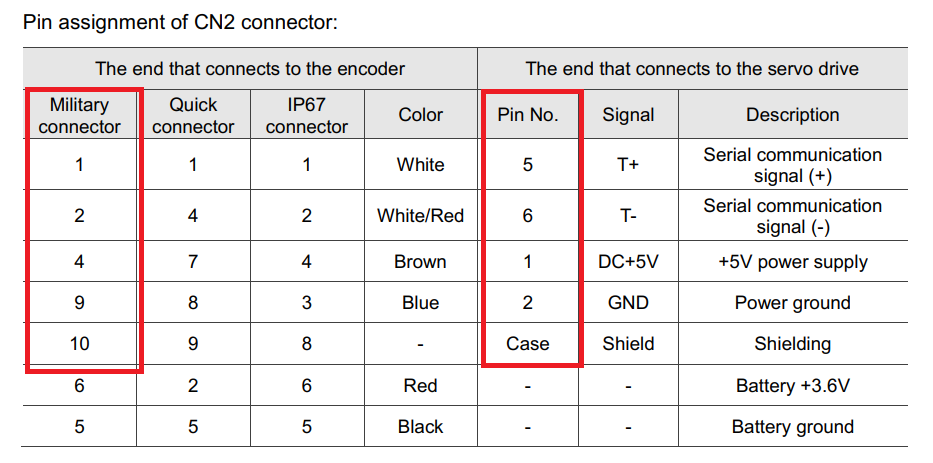 Pin assignment of CN2 connector:
The end that connects to the encoder The end that connects to the servo drive
Military connector Quick connector IP67 connector Color Pin No. Signal Description
1 1 1 White 5 T+ Serial communication signal (+)
2 4 2 White/Red 6 T- Serial communication signal (-)
4 7 4 Brown 1 DC+5V +5V power supply
9 8 3 Blue 2 GND Power ground
10 9 8 - Case Shield Shielding
6 2 6 Red - - Battery +3.6V
5 5 5 Black - - Battery ground